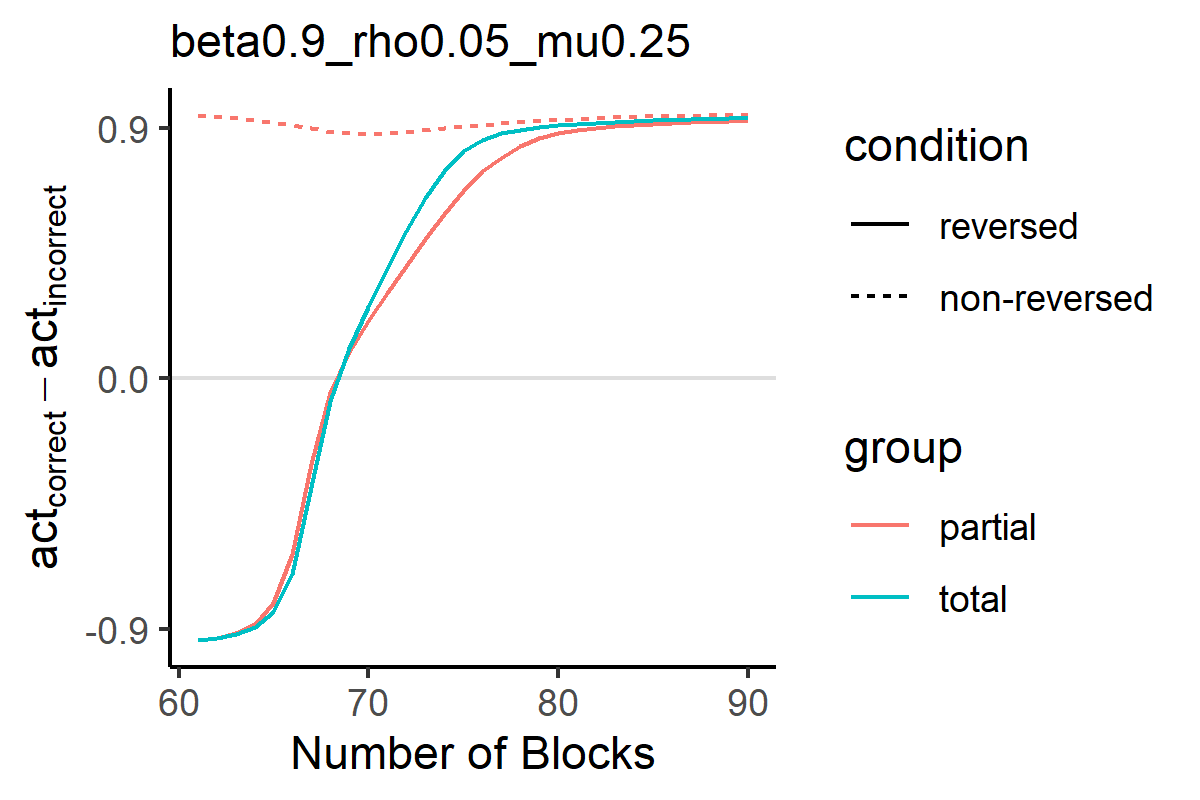 beta0.9_rho0.05_mu0.25
0.9
0.0
-0.9
act_correct − act_incorrect
60 70 80 90
Number of Blocks
condition
reversed
non-reversed
group
partial
total